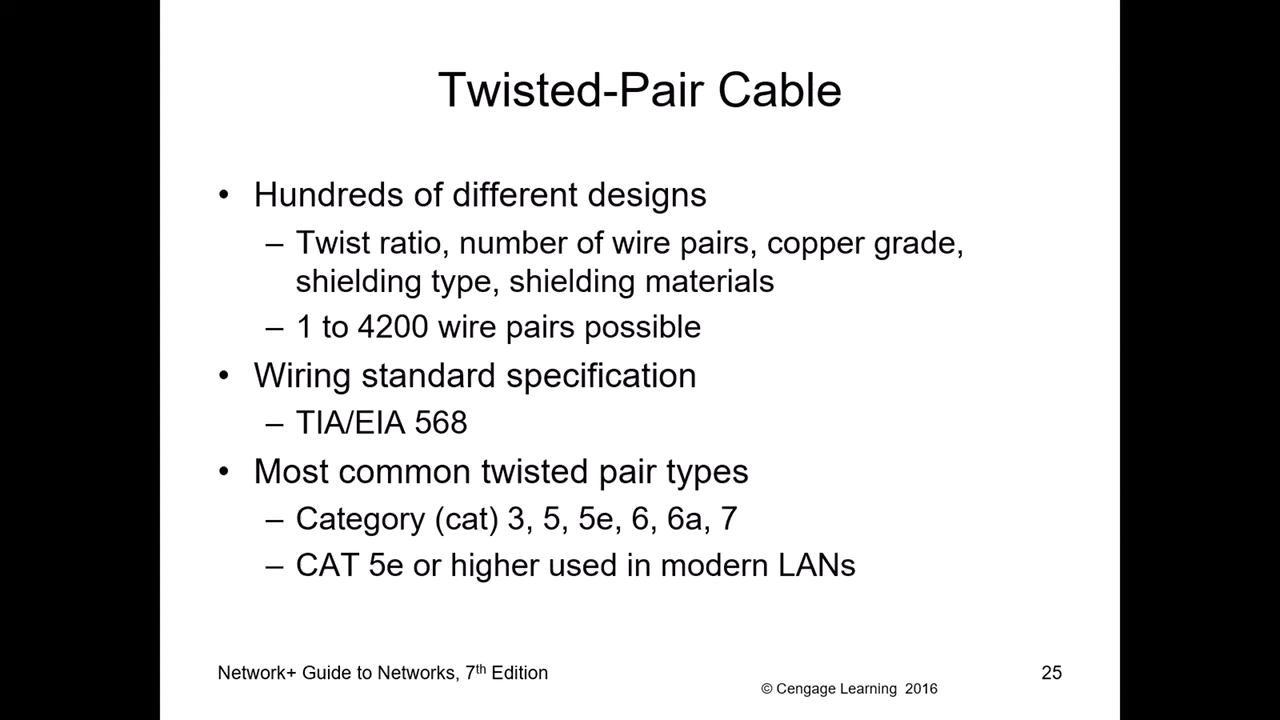 Twisted-Pair Cable
• Hundreds of different designs
– Twist ratio, number of wire pairs, copper grade,
shielding type, shielding materials
– 1 to 4200 wire pairs possible
• Wiring standard specification
– TIA/EIA 568
• Most common twisted pair types
– Category (cat) 3, 5, 5e, 6, 6a, 7
– CAT 5e or higher used in modern LANs
Network+ Guide to Networks, 7th Edition
25
© Cengage Learning 2016